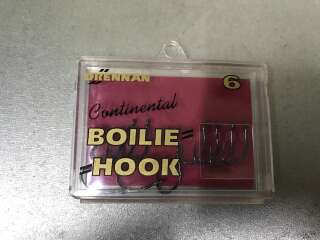 DRENNAN
6
Continental
BOILIE
HOOK